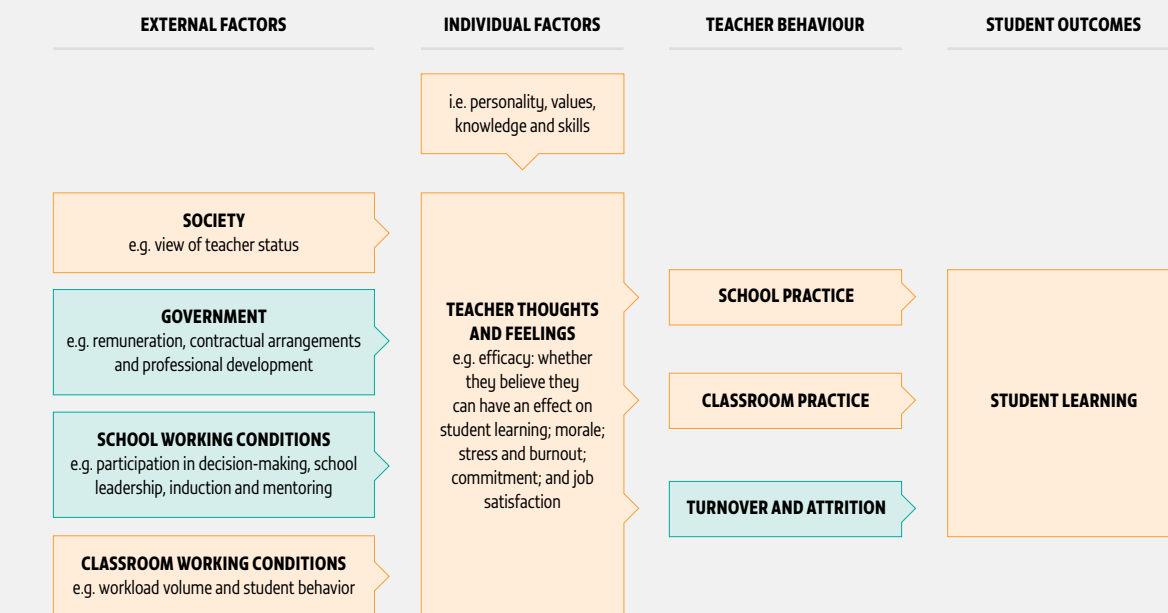 EXTERNAL FACTORS
INDIVIDUAL FACTORS
TEACHER BEHAVIOUR
STUDENT OUTCOMES
i.e. personality, values,
knowledge and skills
SOCIETY
e.g. view of teacher status
GOVERNMENT
e.g. remuneration, contractual arrangements
and professional development
SCHOOL WORKING CONDITIONS
e.g. participation in decision-making, school
leadership, induction and mentoring
CLASSROOM WORKING CONDITIONS
e.g. workload volume and student behavior
TEACHER THOUGHTS
AND FEELINGS
e.g. efficacy: whether
they believe they
can have an effect on
student learning; morale;
stress and burnout;
commitment; and job
satisfaction
SCHOOL PRACTICE
CLASSROOM PRACTICE
TURNOVER AND ATTRITION
STUDENT LEARNING